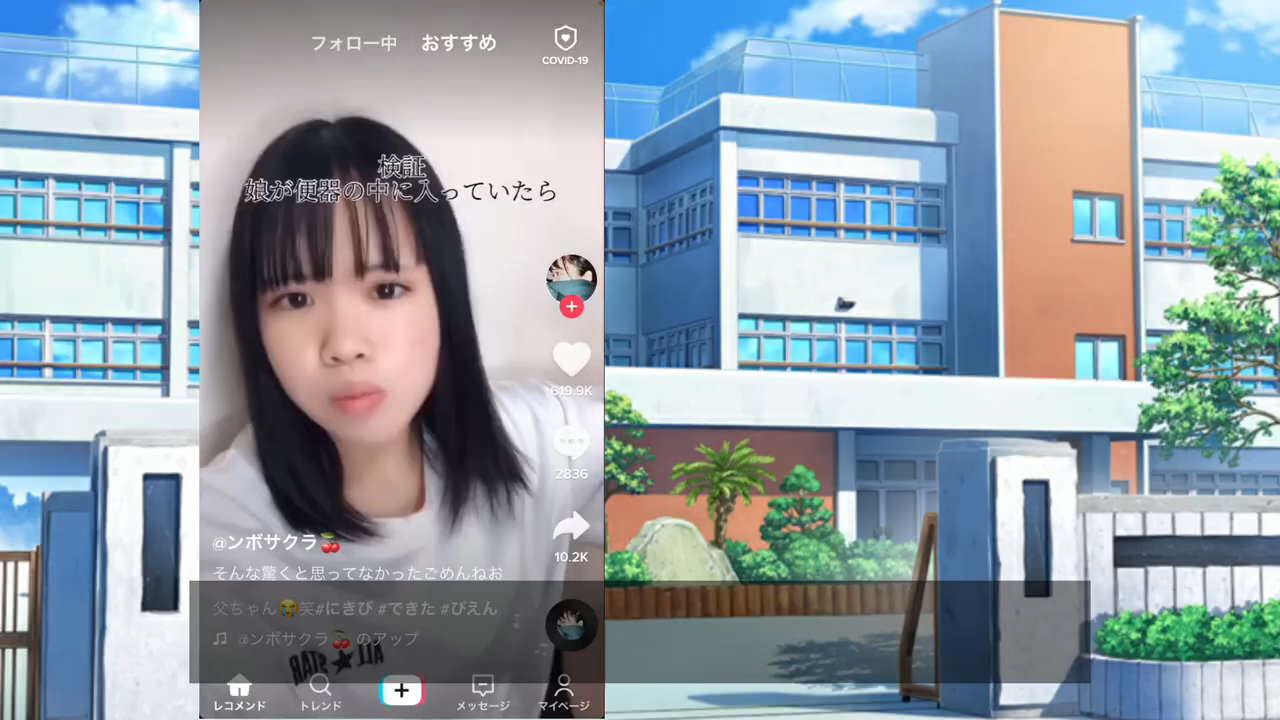 フォロー中 おすすめ
COVID-19
検証
娘が便器の中に入っていたら
619.9K
2836
10.2K
@ンボサクラ🍒
そんな驚くと思ってなかったごめんねお
父ちゃん😭笑#にきび #できた #ぴえん
@ンボサクラ🍒 のアップ
ALL ★ STAR
レコメンド トレンド メッセージ マイページ